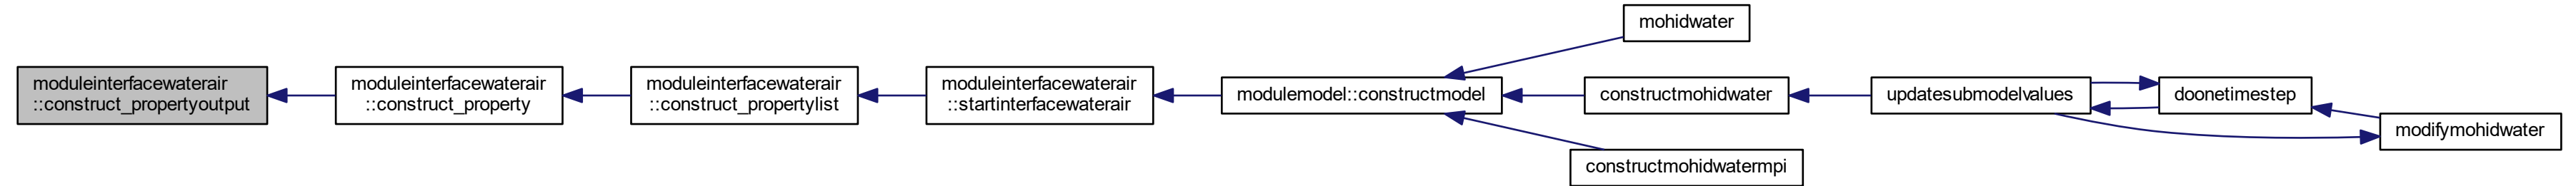 moduleinterfacewaterair
::construct_propertyoutput
moduleinterfacewaterair
::construct_property
moduleinterfacewaterair
::construct_propertylist
moduleinterfacewaterair
::startinterfacewaterair
modulemodel::constructmodel
mohidwater
constructmohidwater
constructmohidwatermpi
updatesubmodelvalues
doonetimestep
modifymohidwater